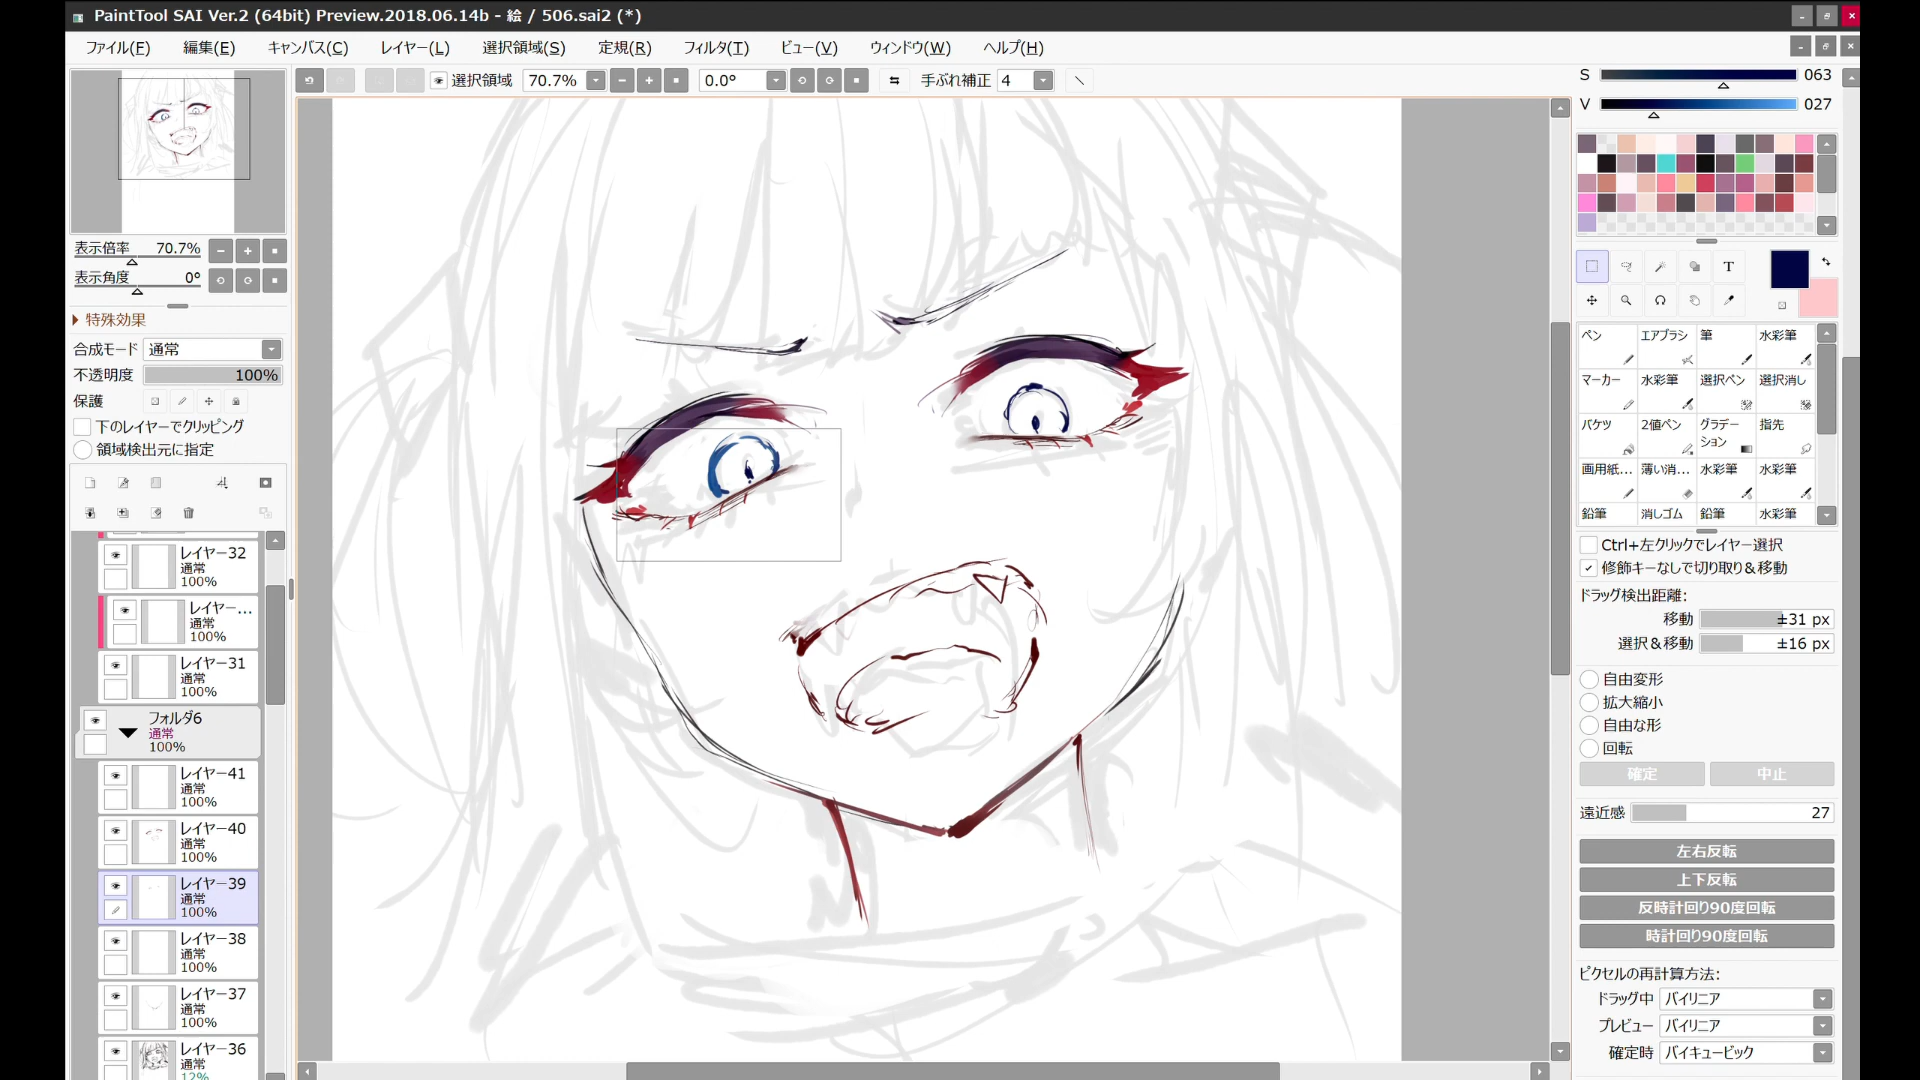 PaintTool SAI Ver.2 (64bit) Preview.2018.06.14b - 絵 / 506.sai2 (*)
ファイル(F) 編集(E) キャンバス(C) レイヤー(L) 選択領域(S) 定規(R) フィルタ(T) ビュー(V) ウィンドウ(W) ヘルプ(H)
選択領域 70.7% 0.0° 手ぶれ補正 4
表示倍率 70.7%
表示角度 0°
特殊効果
合成モード 通常
不透明度 100%
保護
下のレイヤーでクリッピング
領域検出元に指定
レイヤー32
通常
100%
レイヤー...
通常
100%
レイヤー31
通常
100%
フォルダ6
通常
100%
レイヤー41
通常
100%
レイヤー40
通常
100%
レイヤー39
通常
100%
レイヤー38
通常
100%
レイヤー37
通常
100%
レイヤー36
通常
12%
S 063
V 027
T
ペン エアブラシ 筆 水彩筆
マーカー 水彩筆 選択ペン 選択消し
バケツ 2値ペン グラデーション 指先
画用紙... 薄い消... 水彩筆 水彩筆
鉛筆 消しゴム 鉛筆 水彩筆
Ctrl+左クリックでレイヤー選択
修飾キーなしで切り取り&移動
ドラッグ検出距離:
移動 ±31 px
選択&移動 ±16 px
自由変形
拡大縮小
自由な形
回転
確定 中止
遠近感 27
左右反転
上下反転
反時計回り90度回転
時計回り90度回転
ピクセルの再計算方法:
ドラッグ中 バイリニア
プレビュー バイリニア
確定時 バイキュービック